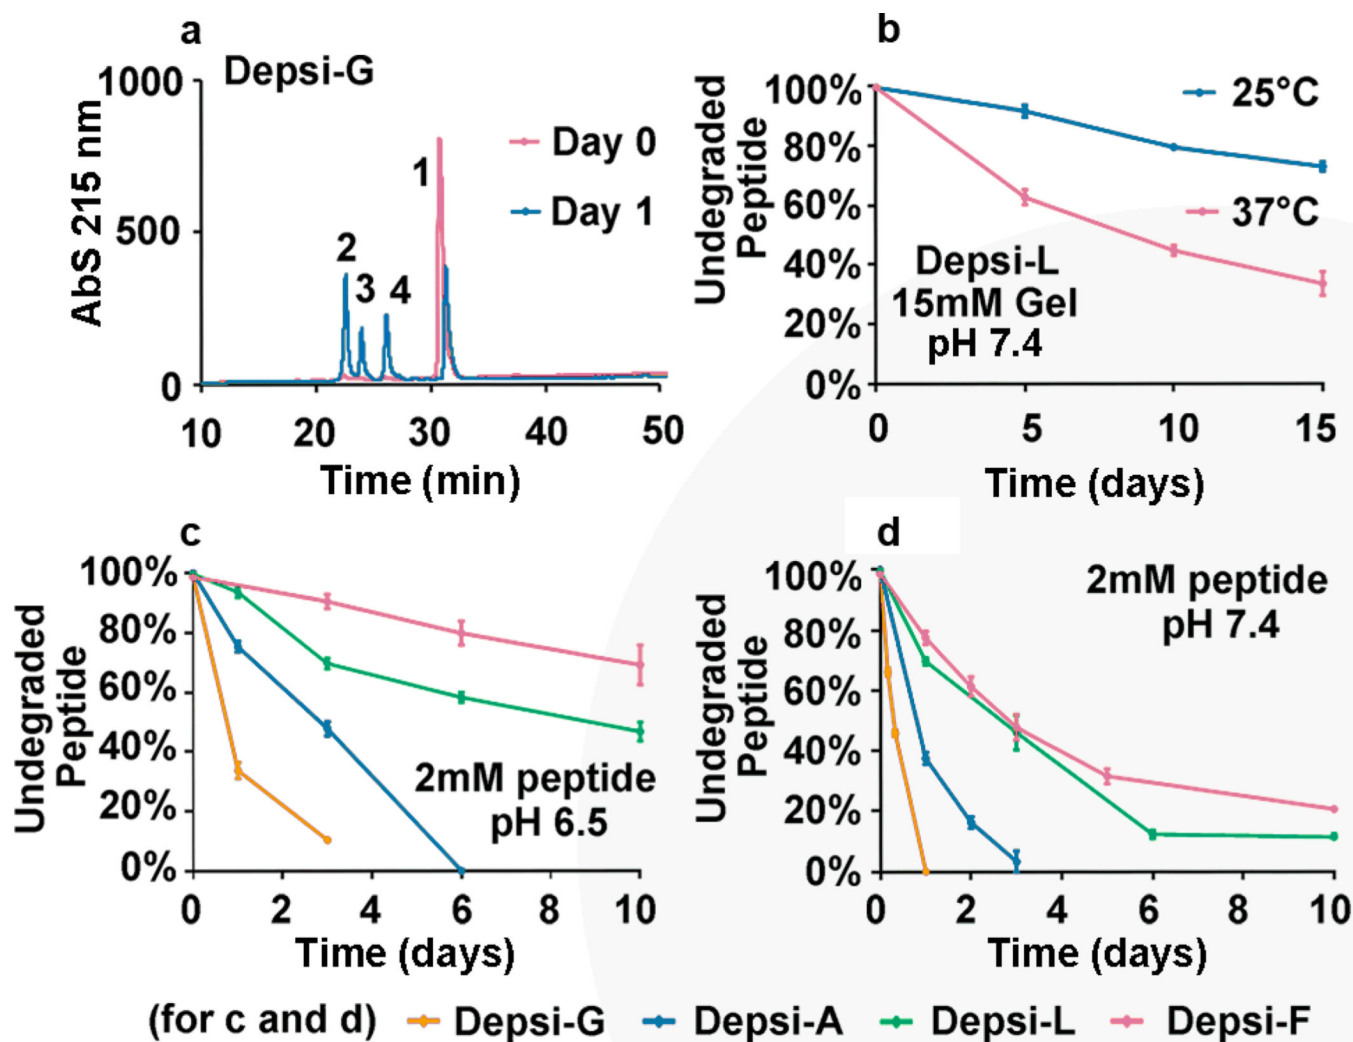 a
Depsi-G
AbS 215 nm
1000
500
0
Day 0
Day 1
1
2
3
4
10 20 30 40 50
Time (min)
b
Undegraded
Peptide
100%
80%
60%
40%
20%
0%
25°C
37°C
Depsi-L
15mM Gel
pH 7.4
0 5 10 15
Time (days)
c
Undegraded
Peptide
100%
80%
60%
40%
20%
0%
2mM peptide
pH 6.5
0 2 4 6 8 10
Time (days)
d
Undegraded
Peptide
100%
80%
60%
40%
20%
0%
2mM peptide
pH 7.4
0 2 4 6 8 10
Time (days)
(for c and d) Depsi-G Depsi-A Depsi-L Depsi-F